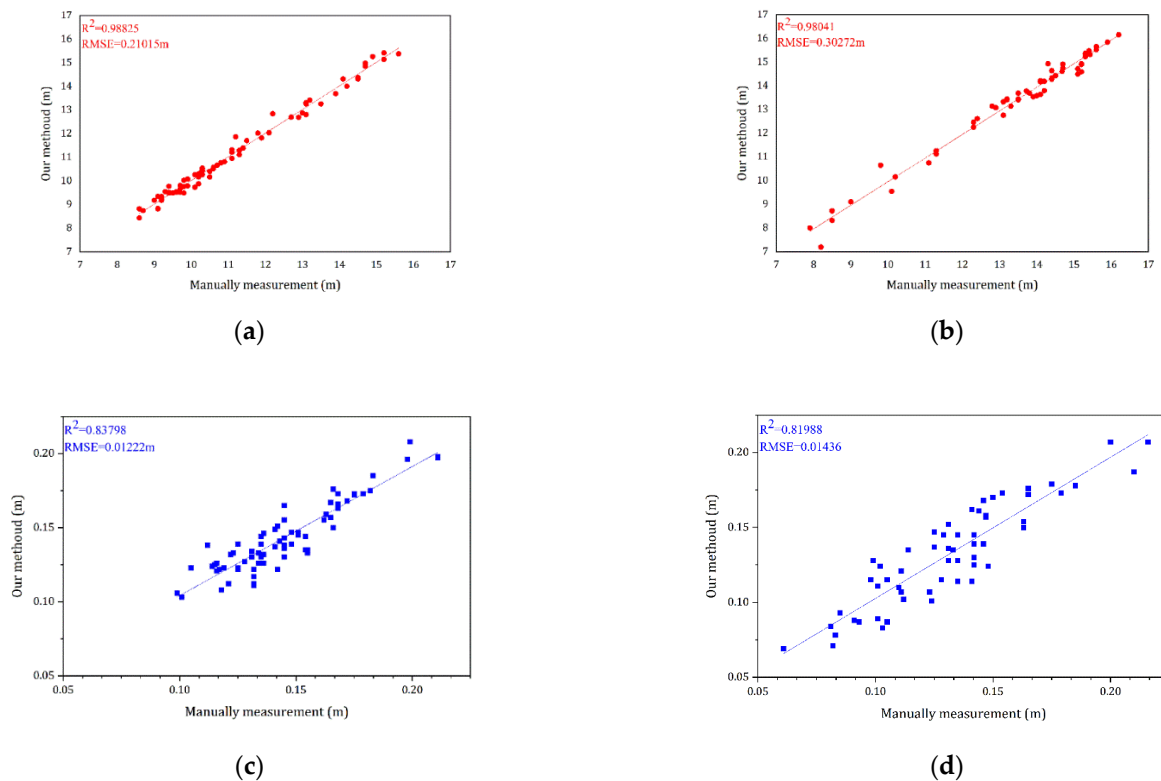 R²=0.98825
RMSE=0.21015m
17
16
15
14
13
12
11
10
9
8
7
7 8 9 10 11 12 13 14 15 16 17
Our methoud (m)
Manually measurement (m)
(a)
R²=0.98041
RMSE=0.30272m
17
16
15
14
13
12
11
10
9
8
7
7 8 9 10 11 12 13 14 15 16 17
Our methoud (m)
Manually measurement (m)
(b)
R²=0.83798
RMSE=0.01222m
0.20
0.15
0.10
0.05
0.05 0.10 0.15 0.20
Our methoud (m)
Manually measurement (m)
(c)
R²=0.81988
RMSE=0.01436
0.20
0.15
0.10
0.05
0.05 0.10 0.15 0.20
Our methoud (m)
Manually measurement (m)
(d)